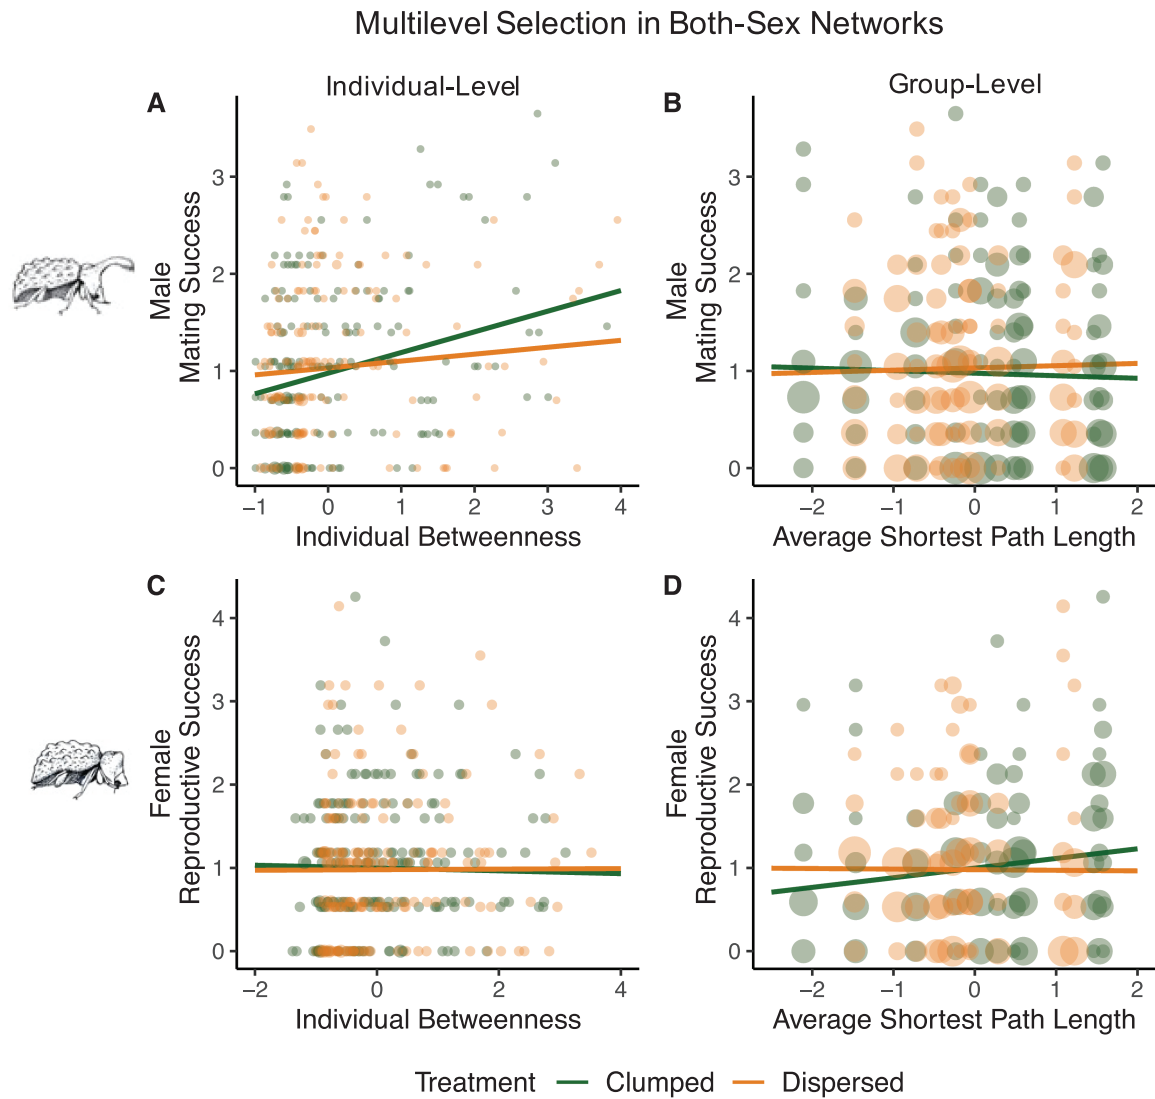 Multilevel Selection in Both-Sex Networks
A
Individual-Level
Male
Mating Success
3
2
1
0
−1
0
1
2
3
4
Individual Betweenness
B
Group-Level
Male
Mating Success
3
2
1
0
−2
−1
0
1
2
Average Shortest Path Length
C
Female
Reproductive Success
4
3
2
1
0
−2
0
2
4
Individual Betweenness
D
Female
Reproductive Success
4
3
2
1
0
−2
−1
0
1
2
Average Shortest Path Length
Treatment Clumped Dispersed